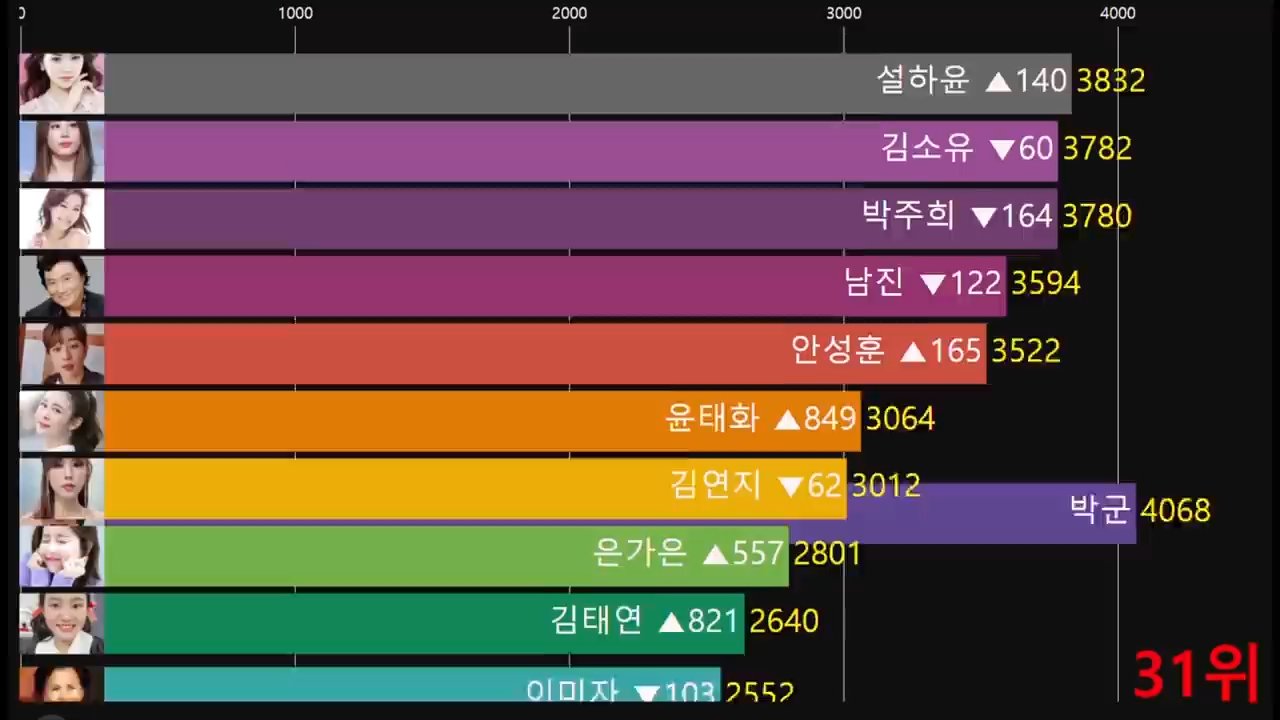 0 1000 2000 3000 4000
설하윤 ▲140 3832
김소유 ▼60 3782
박주희 ▼164 3780
남진 ▼122 3594
안성훈 ▲165 3522
윤태화 ▲849 3064
김연지 ▼62 3012
박군 4068
은가은 ▲557 2801
김태연 ▲821 2640
이미자 ▼103 2552
31위